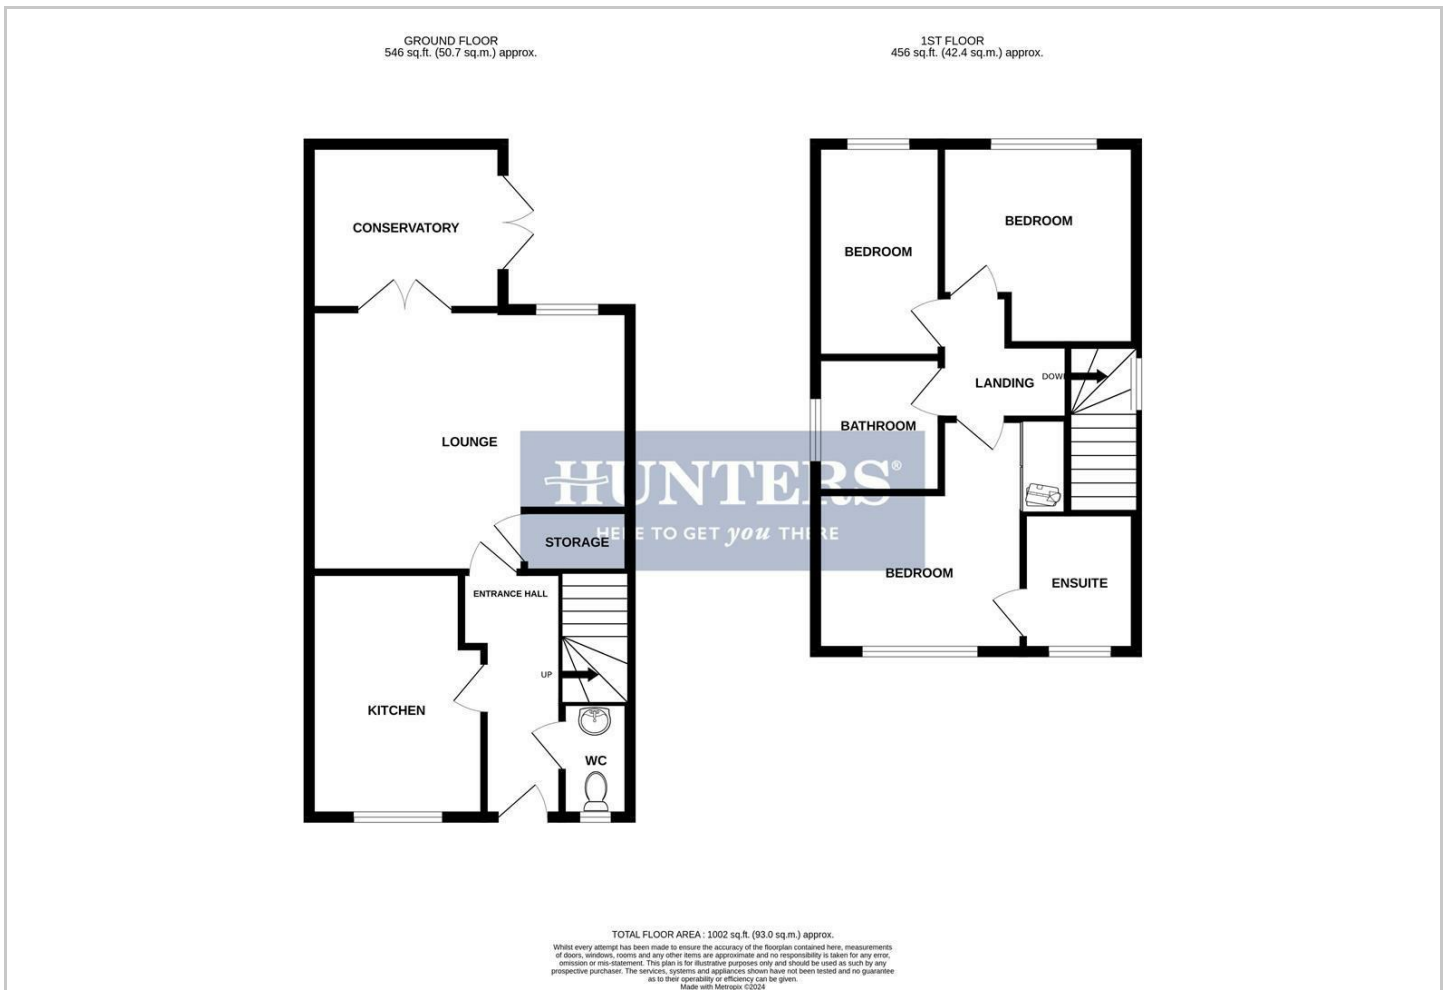 GROUND FLOOR
546 sq.ft. (50.7 sq.m.) approx.
1ST FLOOR
456 sq.ft. (42.4 sq.m.) approx.
CONSERVATORY
LOUNGE
STORAGE
ENTRANCE HALL
UP
KITCHEN
WC
BEDROOM
BEDROOM
LANDING
DOWN
BATHROOM
BEDROOM
ENSUITE
HUNTERS®
HERE TO GET you THERE
TOTAL FLOOR AREA : 1002 sq.ft. (93.0 sq.m.) approx.
Whilst every attempt has been made to ensure the accuracy of the floorplan contained here, measurements
of doors, windows, rooms and any other items are approximate and no responsibility is taken for any error,
omission or mis-statement. This plan is for illustrative purposes only and should be used as such by any
prospective purchaser. The services, systems and appliances shown have not been tested and no guarantee
as to their operability or efficiency can be given.
Made with Metropix ©2024